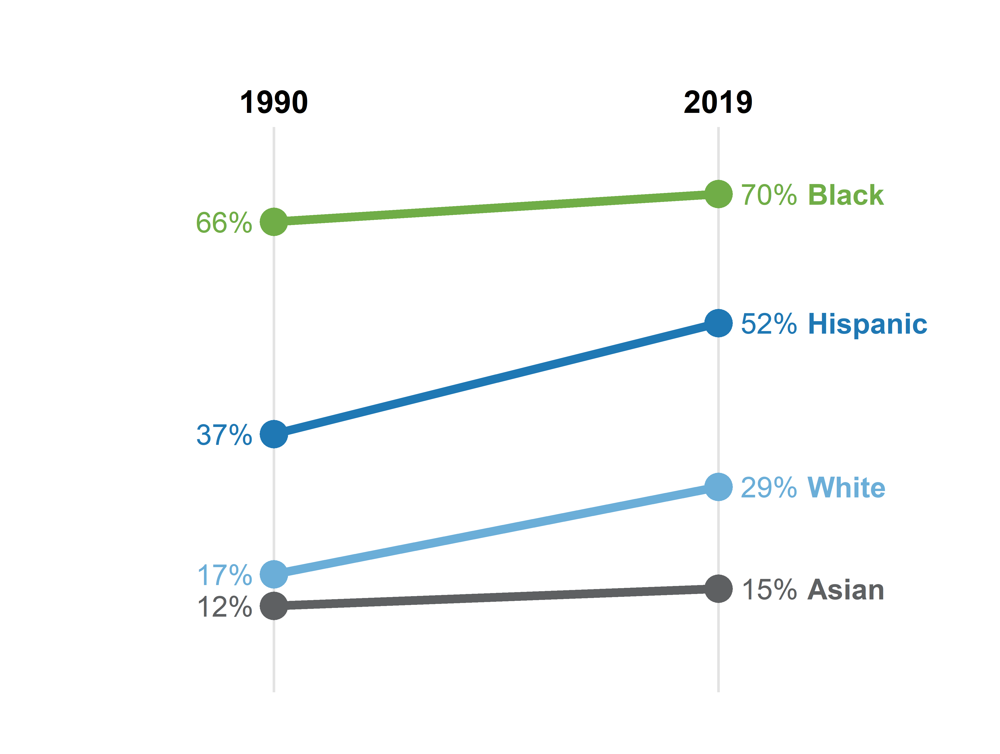 1990 2019
70% Black
66%
52% Hispanic
37%
29% White
17%
15% Asian
12%